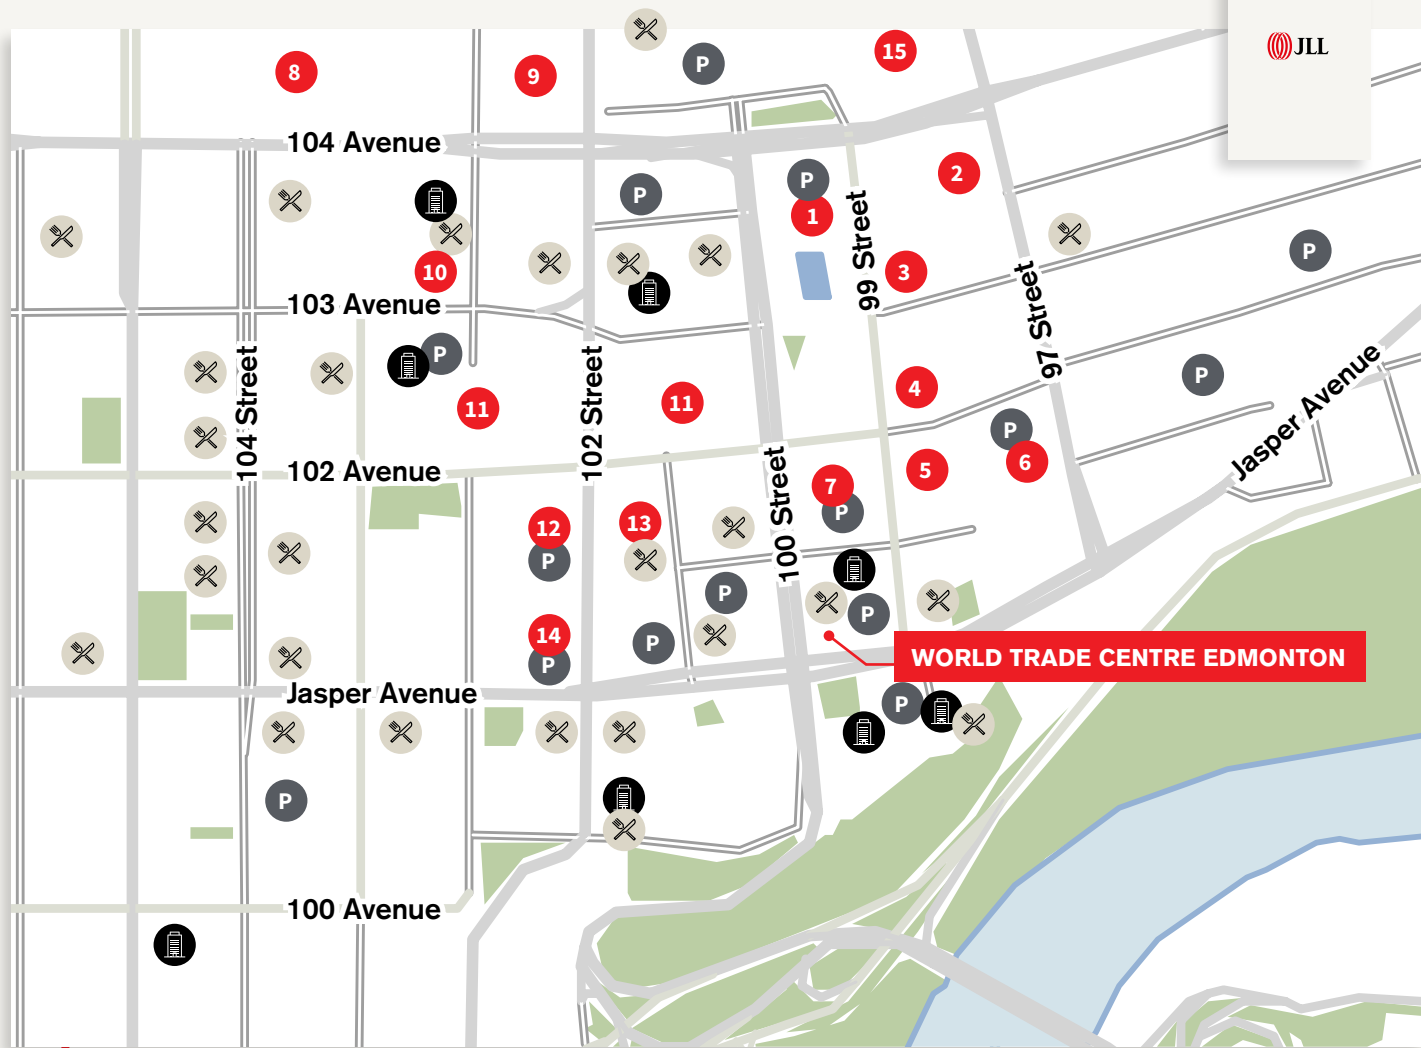 JLL
P
15
8
9
104 Avenue
2
P
P
1
99 Street
P
10
3
97 Street
103 Avenue
P
104 Street
102 Street
Jasper Avenue
P
4
11
11
P
102 Avenue
6
5
7
P
100 Street
12
13
P
P
P
14
P
P
WORLD TRADE CENTRE EDMONTON
Jasper Avenue
P
P
100 Avenue